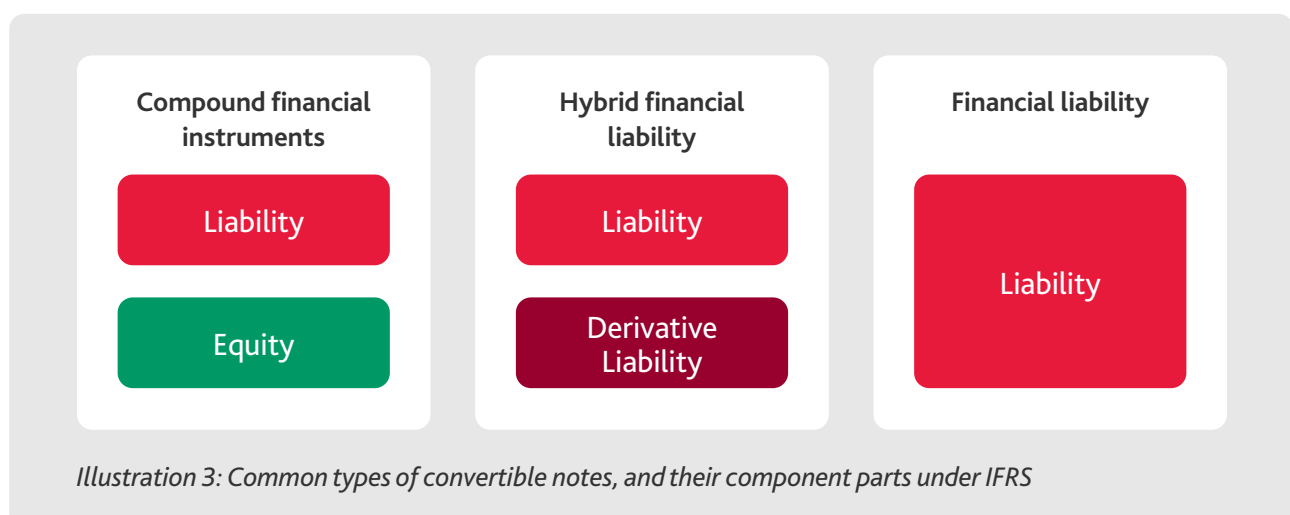 Compound financial
instruments
Liability
Equity
Hybrid financial
liability
Liability
Derivative
Liability
Financial liability
Liability
Illustration 3: Common types of convertible notes, and their component parts under IFRS